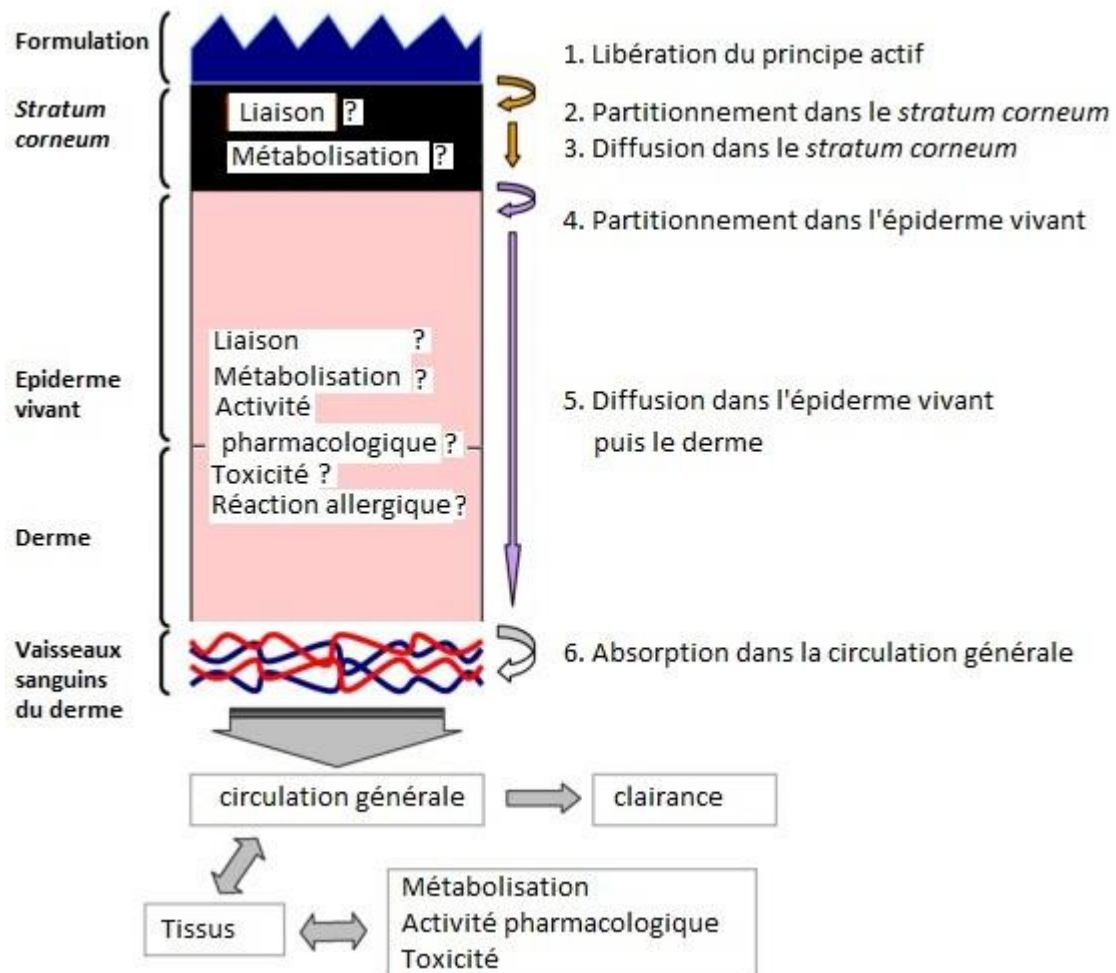 Formulation
1. Libération du principe actif
Stratum
corneum
Liaison ?
Métabolisation ?
2. Partitionnement dans le stratum corneum
3. Diffusion dans le stratum corneum
4. Partitionnement dans l'épiderme vivant
Epiderme
vivant
Liaison ?
Métabolisation ?
Activité
pharmacologique ?
Toxicité ?
Réaction allergique ?
5. Diffusion dans l'épiderme vivant
puis le derme
Derme
Vaisseaux
sanguins
du derme
6. Absorption dans la circulation générale
circulation générale
clairance
Tissus
Métabolisation
Activité pharmacologique
Toxicité